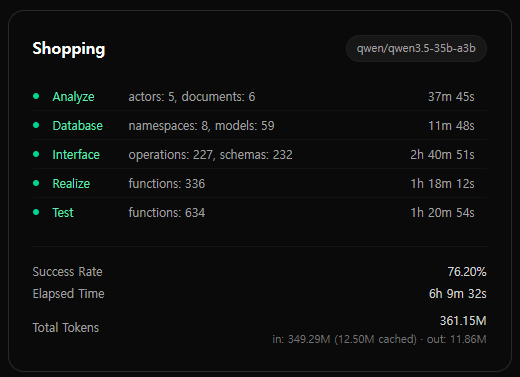 Shopping qwen/qwen3.5-35b-a3b
Analyze actors: 5, documents: 6 37m 45s
Database namespaces: 8, models: 59 11m 48s
Interface operations: 227, schemas: 232 2h 40m 51s
Realize functions: 336 1h 18m 12s
Test functions: 634 1h 20m 54s
Success Rate 76.20%
Elapsed Time 6h 9m 32s
Total Tokens 361.15M
in: 349.29M (12.50M cached) · out: 11.86M